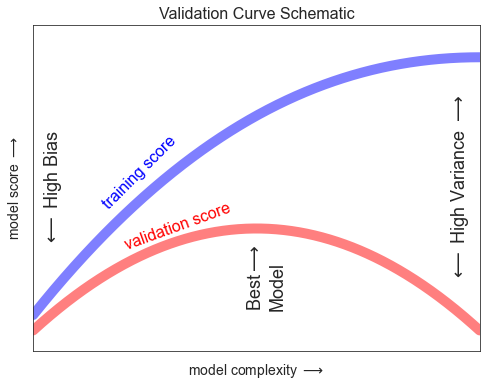 Validation Curve Schematic
model score ⟶
⟵ High Bias
training score
validation score
Best⟶
Model
⟵ High Variance ⟶
model complexity ⟶